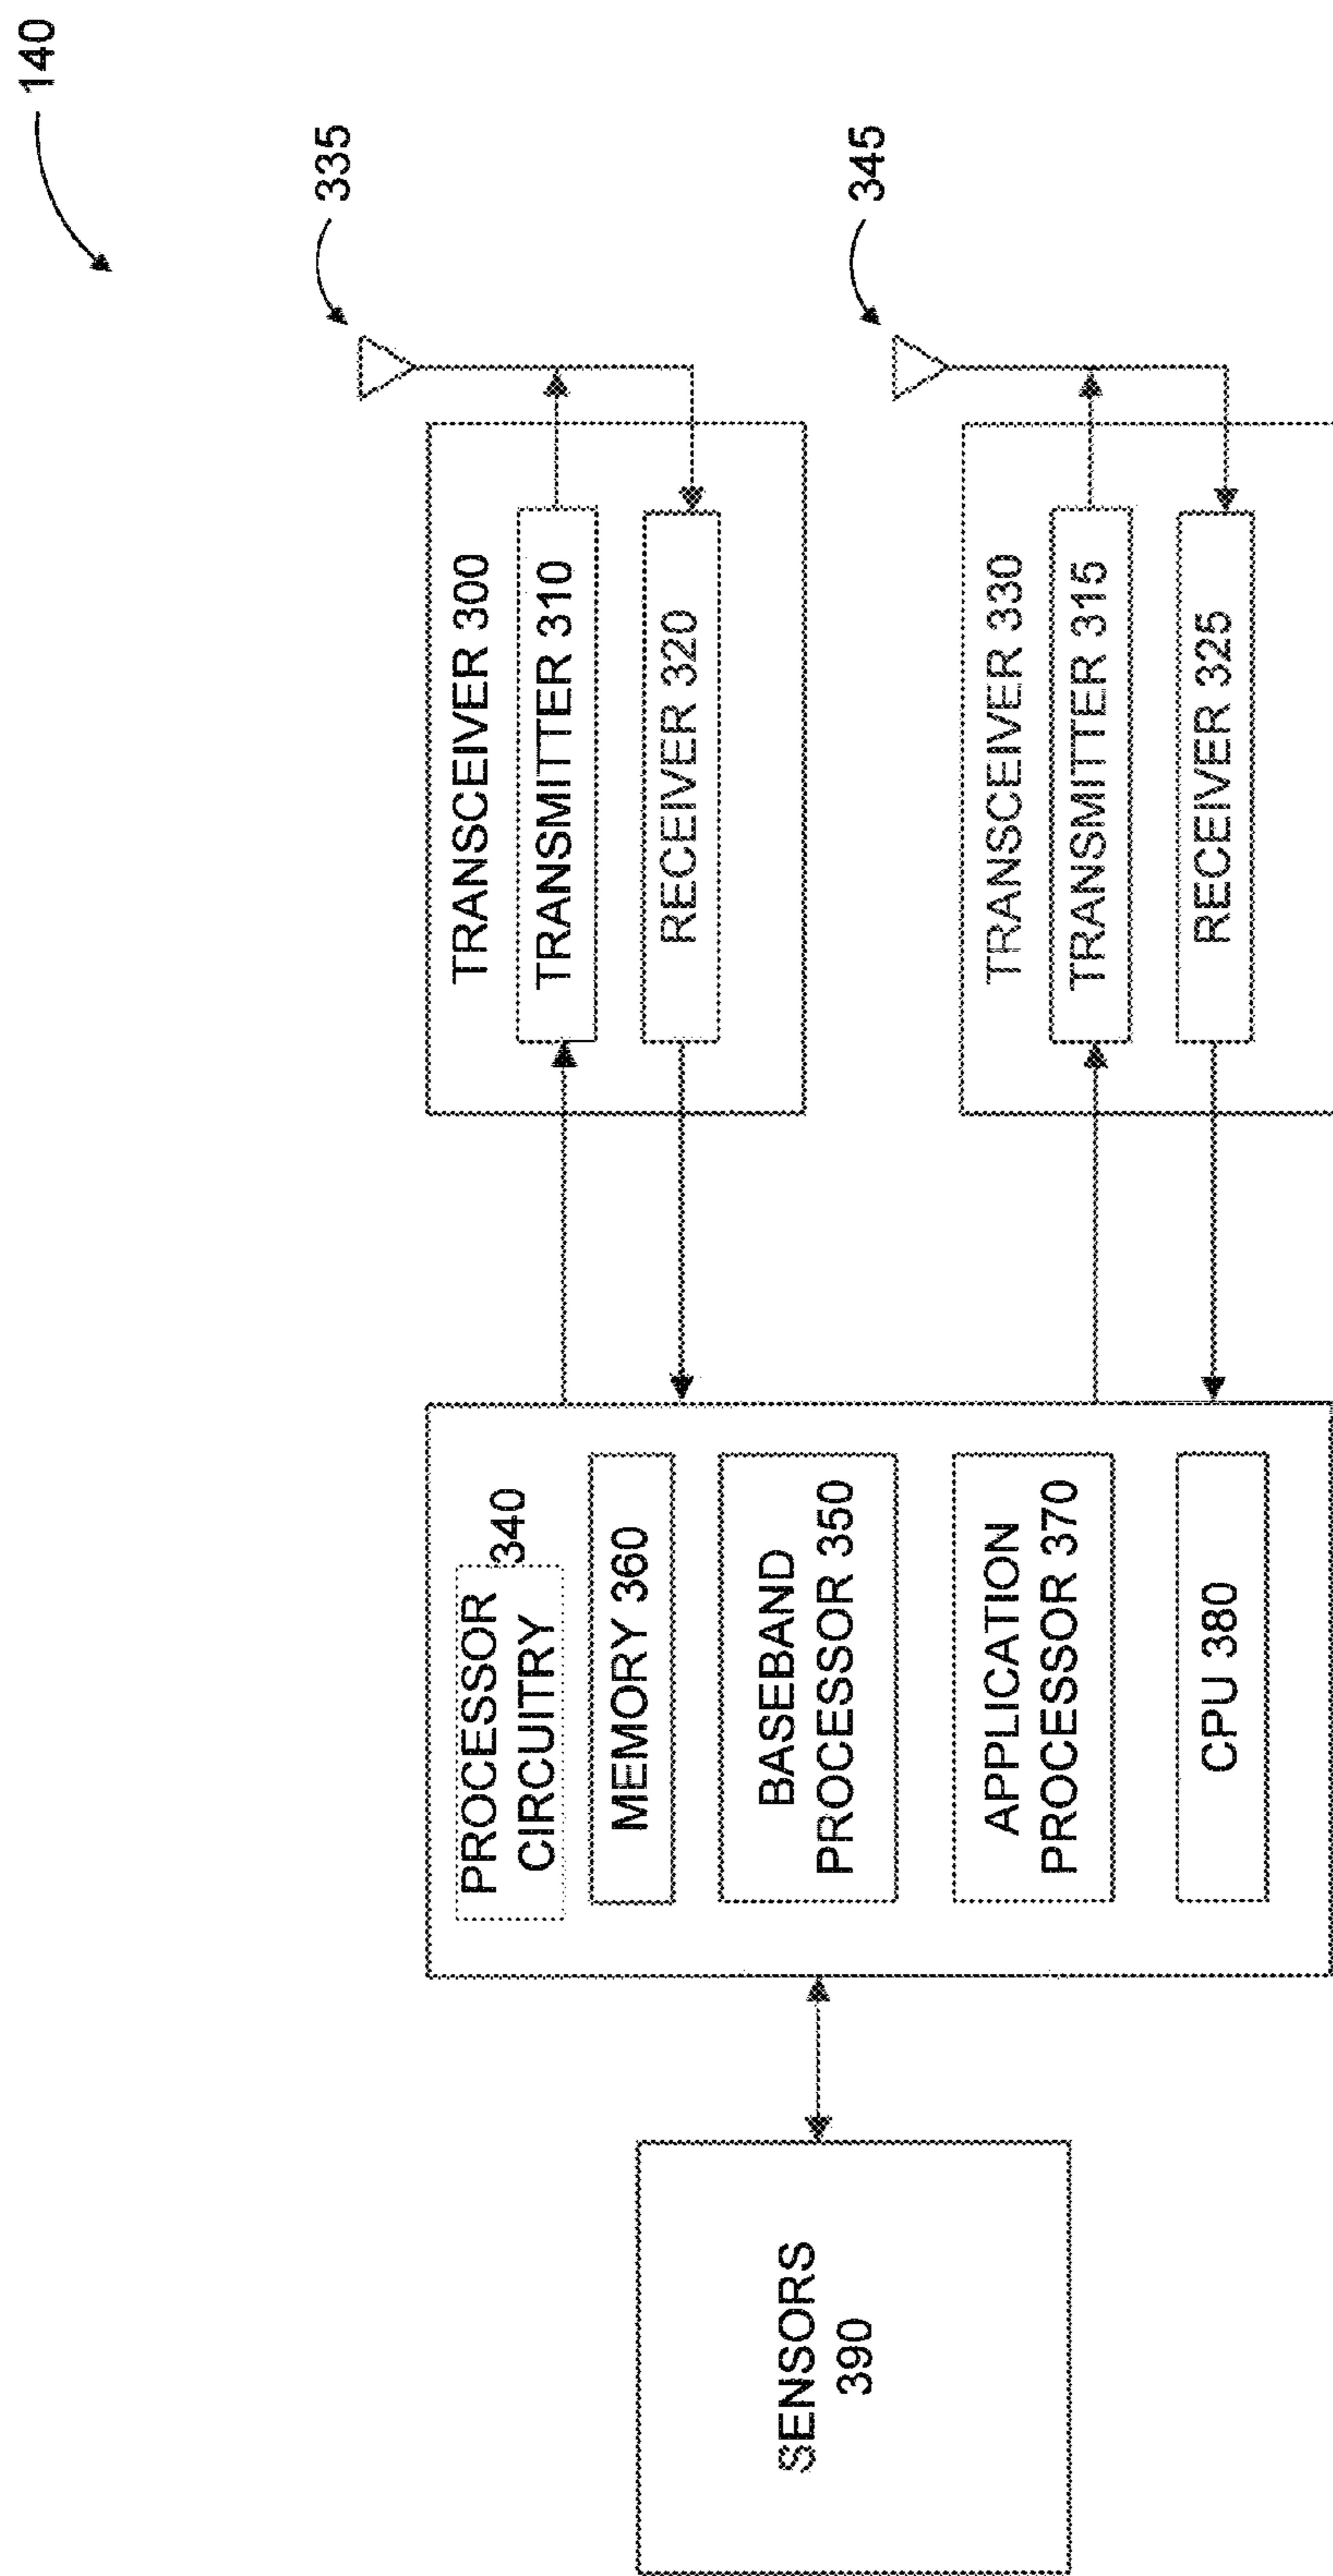 140
335
345
TRANSCEIVER 300
TRANSMITTER 310
RECEIVER 320
TRANSCEIVER 330
TRANSMITTER 315
RECEIVER 325
PROCESSOR
CIRCUITRY
340
MEMORY 360
BASEBAND
PROCESSOR 350
APPLICATION
PROCESSOR 370
CPU 380
SENSORS
390